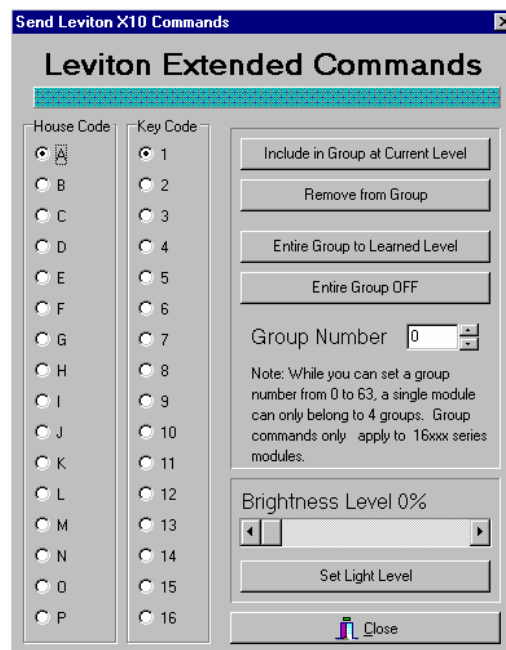 Send Leviton X10 Commands
Leviton Extended Commands
House Code
A
B
C
D
E
F
G
H
I
J
K
L
M
N
O
P
Key Code
1
2
3
4
5
6
7
8
9
10
11
12
13
14
15
16
Include in Group at Current Level
Remove from Group
Entire Group to Learned Level
Entire Group OFF
Group Number 0
Note: While you can set a group
number from 0 to 63, a single module
can only belong to 4 groups. Group
commands only apply to 16xxx series
modules.
Brightness Level 0%
Set Light Level
Close